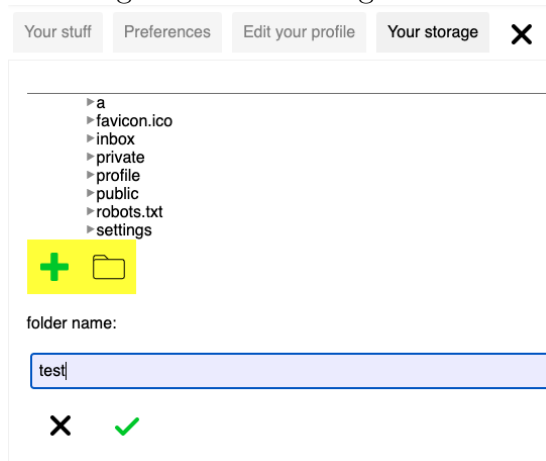 Your stuff Preferences Edit your profile Your storage
a
favicon.ico
inbox
private
profile
public
robots.txt
settings
folder name:
test